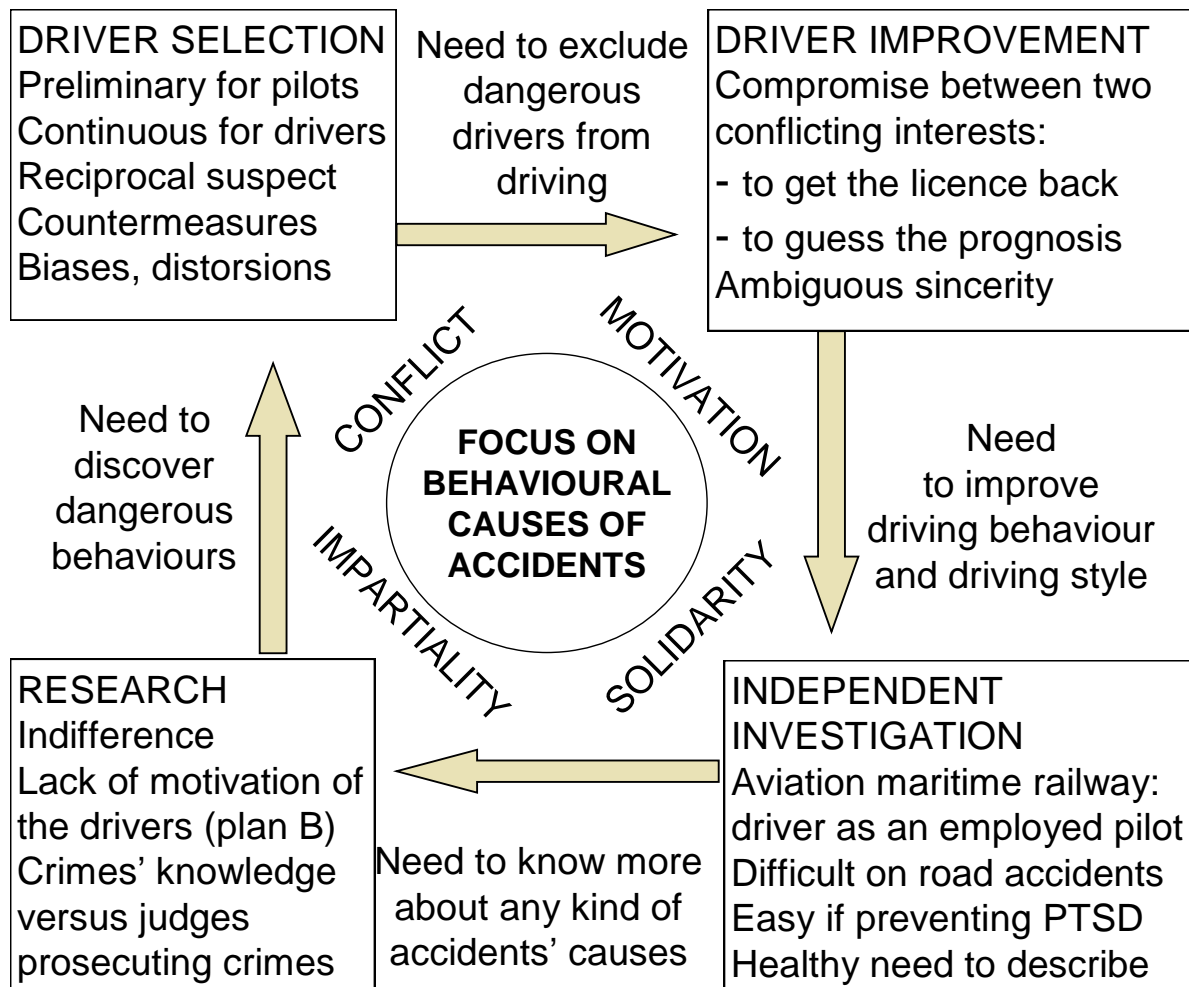 DRIVER SELECTION
Preliminary for pilots
Continuous for drivers
Reciprocal suspect
Countermeasures
Biases, distorsions
Need to exclude
dangerous
drivers from
driving
DRIVER IMPROVEMENT
Compromise between two
conflicting interests:
- to get the licence back
- to guess the prognosis
Ambiguous sincerity
CONFLICT
MOTIVATION
Need to
discover
dangerous
behaviours
FOCUS ON
BEHAVIOURAL
CAUSES OF
ACCIDENTS
Need
to improve
driving behaviour
and driving style
IMPARTIALITY
SOLIDARITY
RESEARCH
Indifference
Lack of motivation of
the drivers (plan B)
Crimes’ knowledge
versus judges
prosecuting crimes
Need to know more
about any kind of
accidents’ causes
INDEPENDENT
INVESTIGATION
Aviation maritime railway:
driver as an employed pilot
Difficult on road accidents
Easy if preventing PTSD
Healthy need to describe